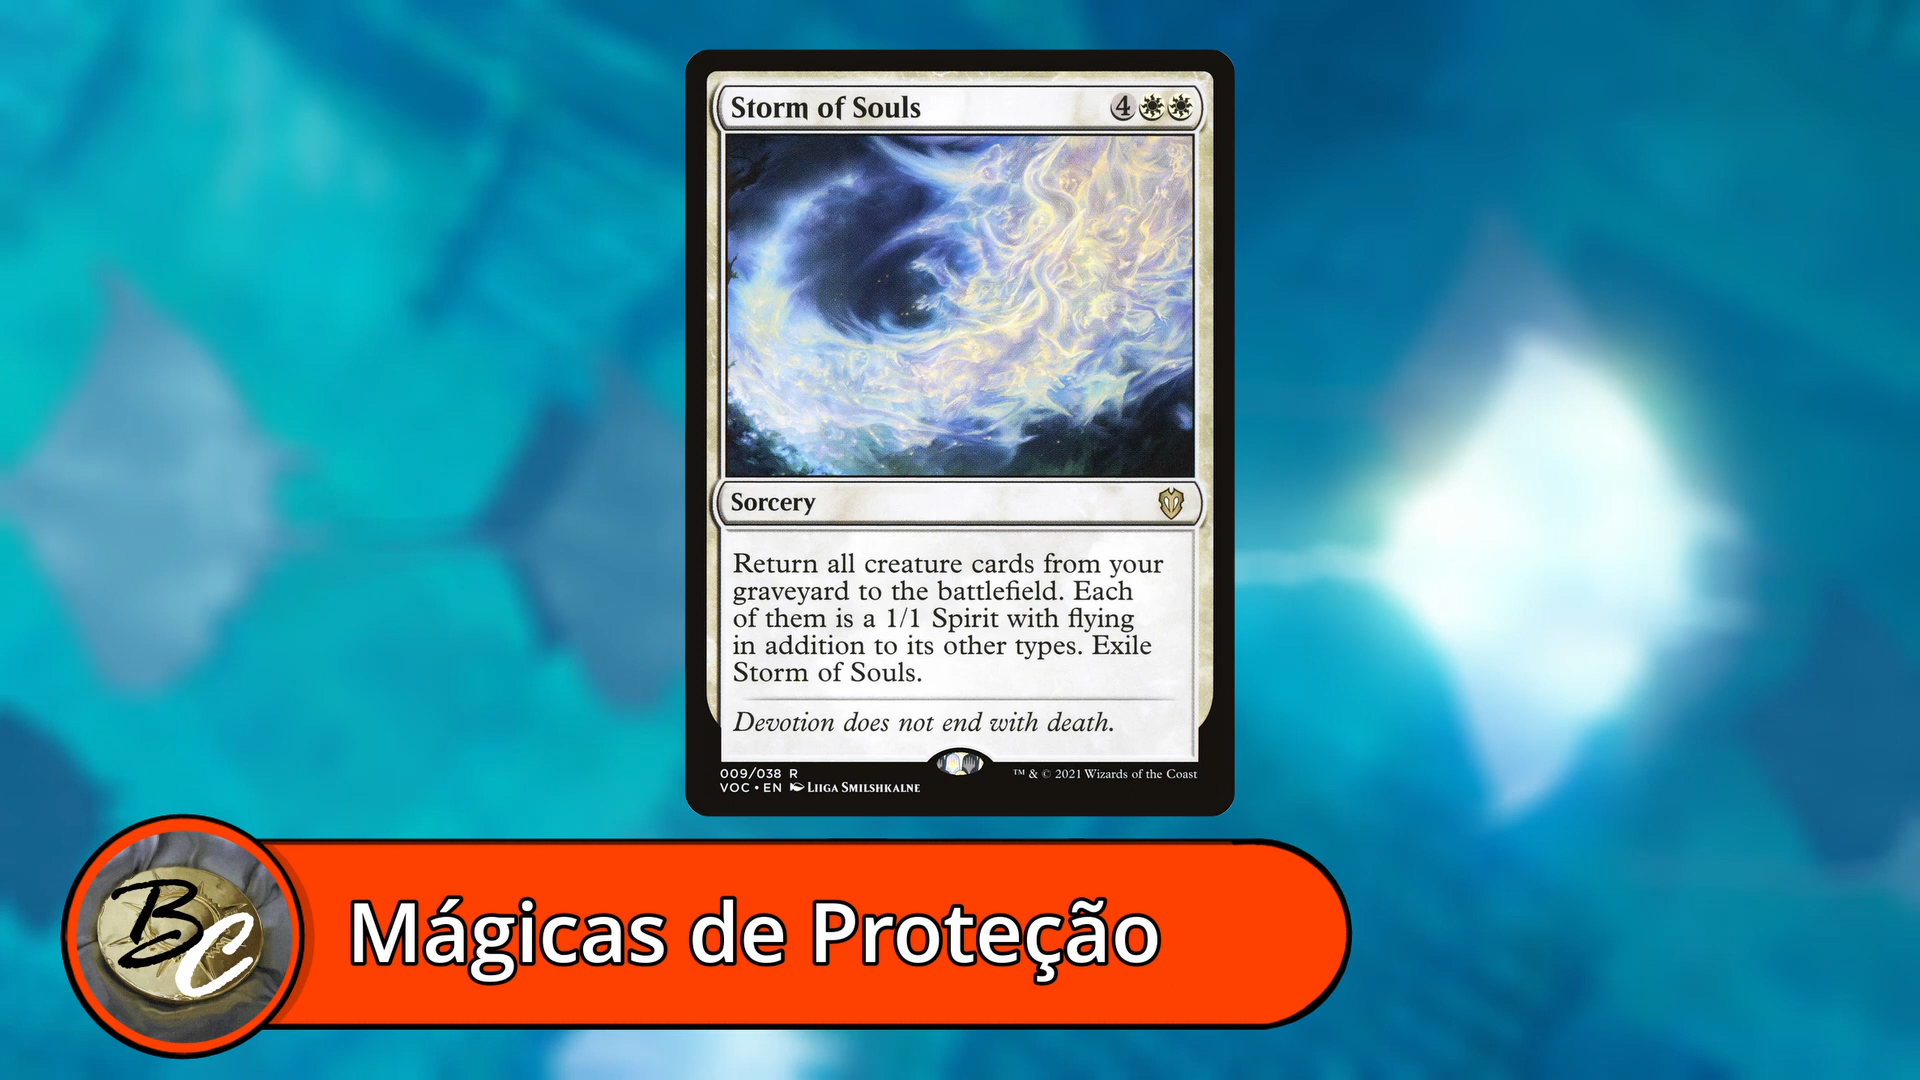 Storm of Souls 4
Sorcery
Return all creature cards from your
graveyard to the battlefield. Each
of them is a 1/1 Spirit with flying
in addition to its other types. Exile
Storm of Souls.
Devotion does not end with death.
009/038 R
VOC • EN LIIGA SMILSHKALNE
™ & © 2021 Wizards of the Coast
BC
Mágicas de Proteção